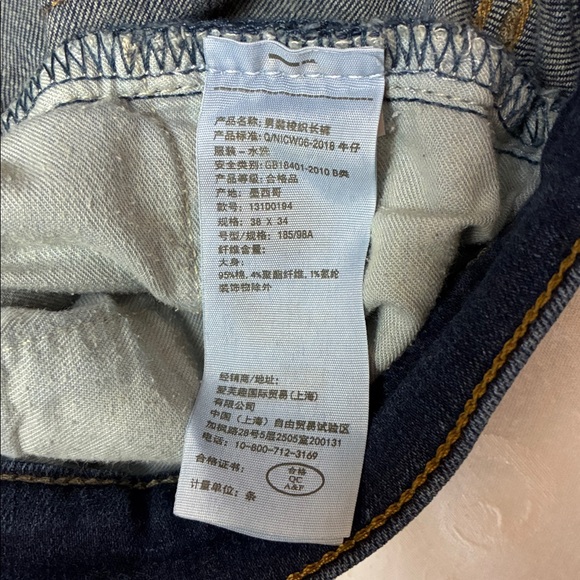 产品名称: 男装梭织长裤
产品标准: Q/NICW06-2018 牛仔
服装-水洗
安全类别: GB18401-2010 B类
产品等级: 合格品
产地: 墨西哥
款号: 131D0194
规格: 38 X 34
号型/规格: 185/98A
纤维含量:
大身:
95%棉, 4%聚酯纤维, 1%氨纶
装饰物除外
经销商/地址:
爱芙趣国际贸易(上海)
有限公司
中国 (上海) 自由贸易试验区
加枫路28号5层2505室200131
电话: 10-800-712-3169
合格证书:
合格
QC
A&F
计量单位: 条